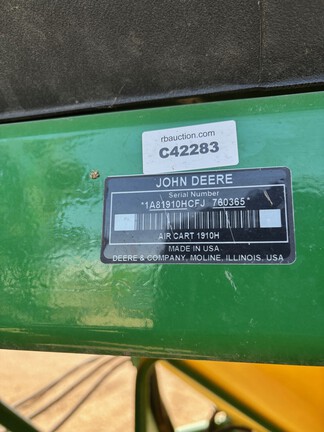 rbauction.com
C42283
JOHN DEERE
Serial Number
*1A81910HCFJ 760365*
AIR CART 1910H
MADE IN USA
DEERE & COMPANY, MOLINE, ILLINOIS, USA